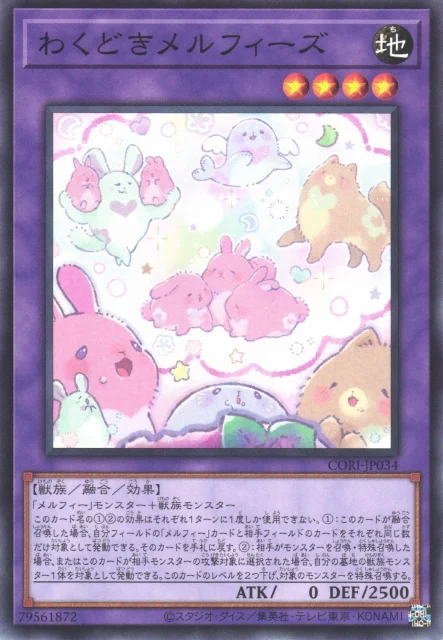 わくどきメルフィーズ
地
CORI-JP034
【獣族／融合／効果】
「メルフィー」モンスター＋獣族モンスター
このカード名の①②の効果はそれぞれ1ターンに1度しか使用できない。①:このカードが融合
召喚した場合、自分フィールドの「メルフィー」カードと相手フィールドのカードをそれぞれ同じ数
だけ対象として発動できる。そのカードを手札に戻す。②:相手がモンスターを召喚・特殊召喚した
場合、またはこのカードが相手モンスターの攻撃対象に選択された場合、自分の墓地の獣族モンス
ター1体を対象として発動できる。このカードのレベルを2つ下げ、対象のモンスターを特殊召喚する。
ATK/ 0 DEF/2500
79561872 ©スタジオ・ダイス／集英社・テレビ東京・KONAMI